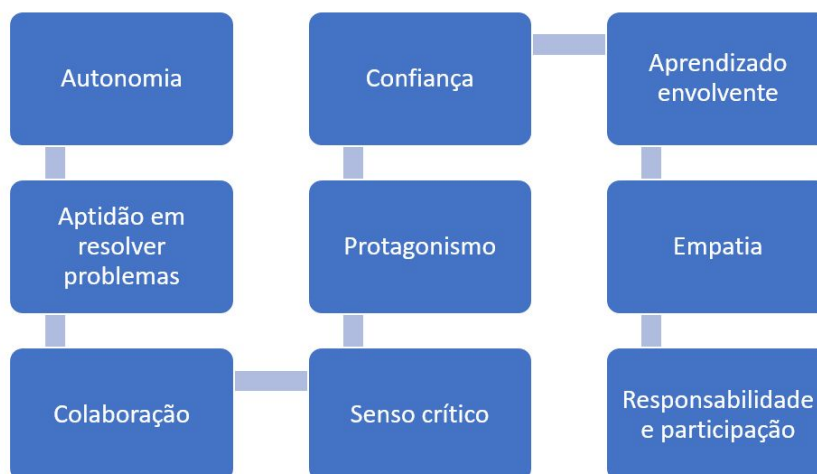 Autonomia
Aptidão em
resolver
problemas
Colaboração
Senso crítico
Protagonismo
Confiança
Aprendizado
envolvente
Empatia
Responsabilidade
e participação